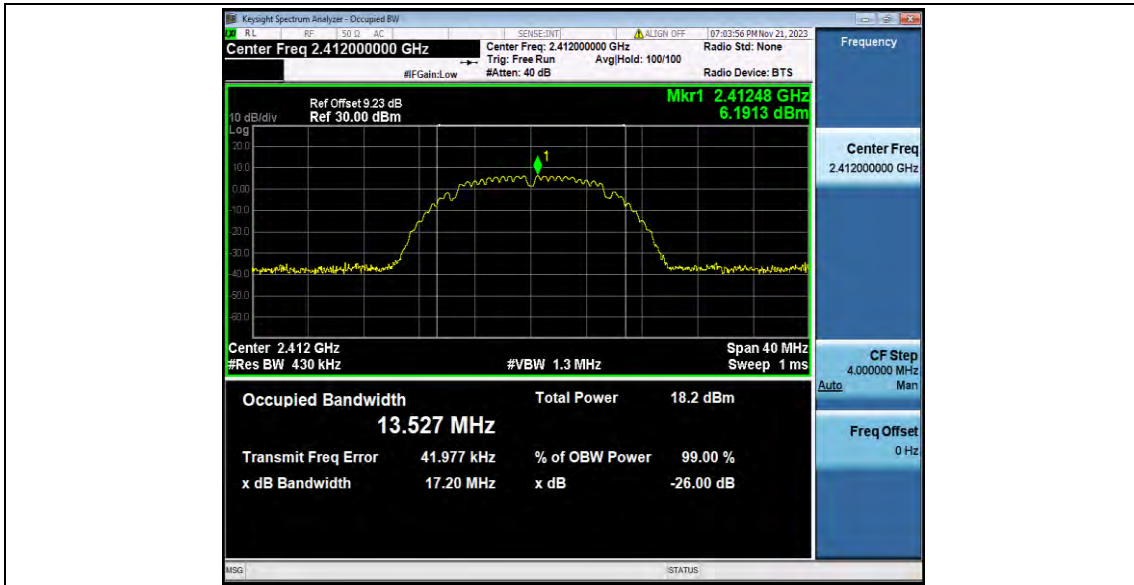 Keysight Spectrum Analyzer - Occupied BW
RL RF 50 Ω AC SENSE:INT ALIGN OFF 07:03:56 PM Nov 21, 2023
Center Freq 2.412000000 GHz
Center Freq: 2.412000000 GHz
Radio Std: None
Trig: Free Run Avg|Hold: 100/100
#IFGain:Low #Atten: 40 dB Radio Device: BTS
Frequency
Mkr1 2.41248 GHz
6.1913 dBm
Ref Offset 9.23 dB
10 dB/div Ref 30.00 dBm
Log
20.0
10.0
0.00
-10.0
-20.0
-30.0
-40.0
-50.0
-60.0
1
Center 2.412 GHz Span 40 MHz
#Res BW 430 kHz #VBW 1.3 MHz Sweep 1 ms
Occupied Bandwidth Total Power 18.2 dBm
13.527 MHz
Transmit Freq Error 41.977 kHz % of OBW Power 99.00 %
x dB Bandwidth 17.20 MHz x dB -26.00 dB
Center Freq
2.412000000 GHz
CF Step
4.000000 MHz
Auto Man
Freq Offset
0 Hz
MSG STATUS